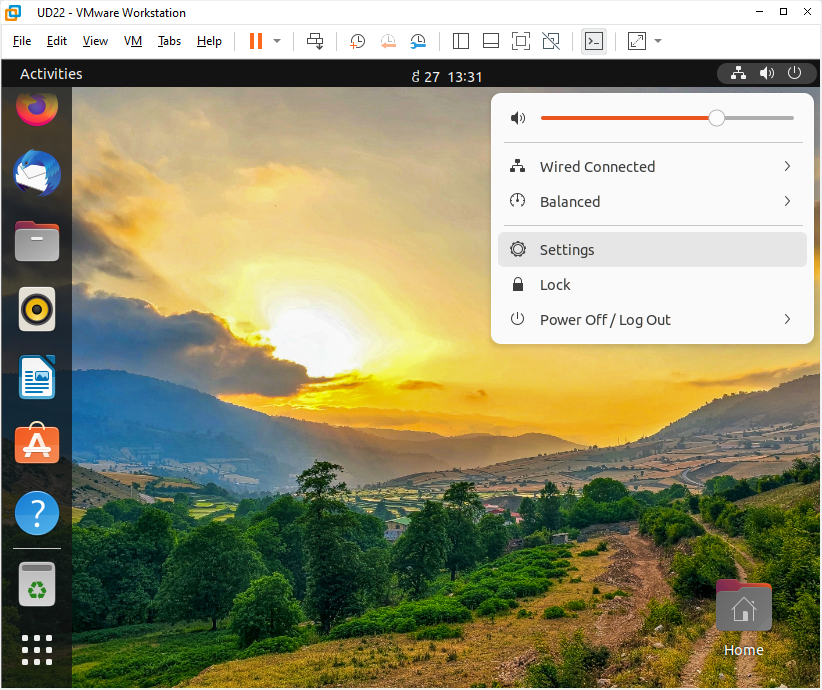 UD22 - VMware Workstation
File Edit View VM Tabs Help
Activities
27 13:31
Wired Connected
Balanced
Settings
Lock
Power Off / Log Out
Home